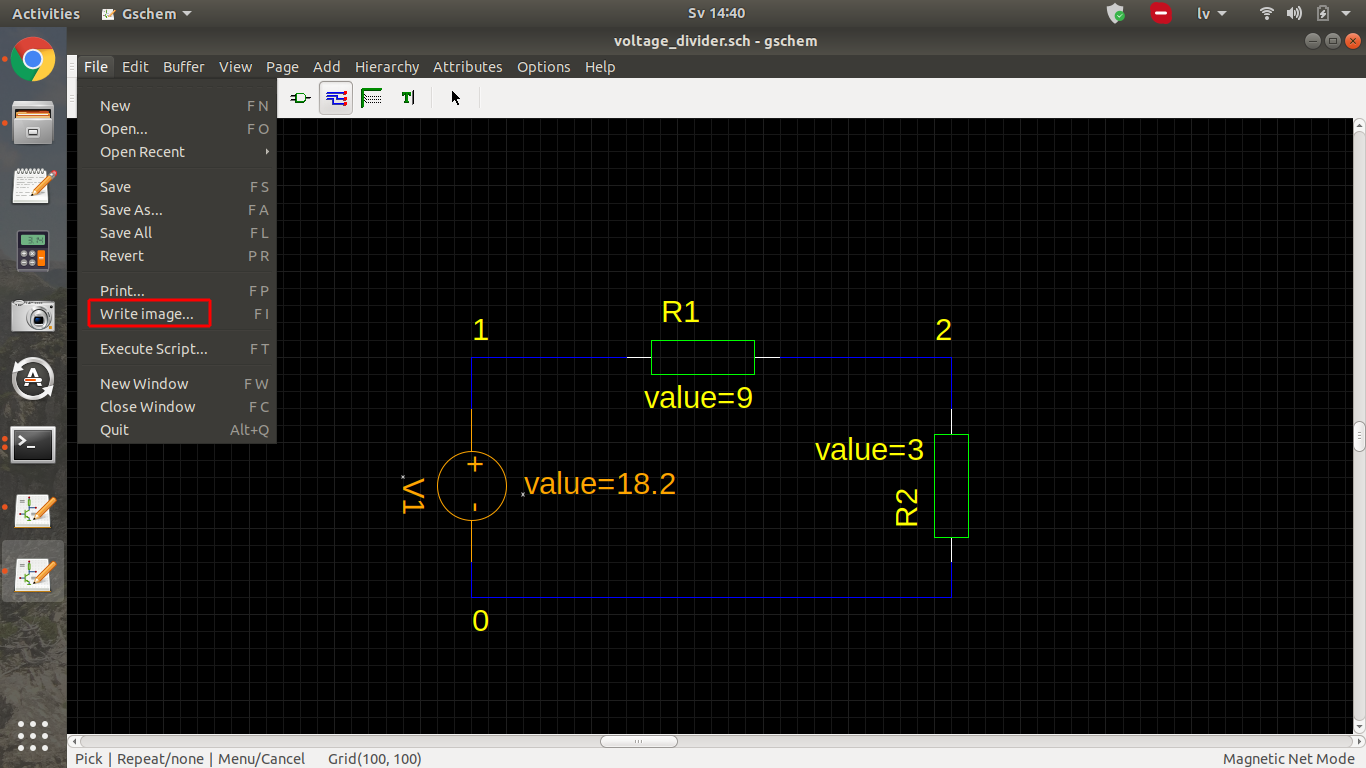 Activities Gschem Sv 14:40 lv
voltage_divider.sch - gschem
File Edit Buffer View Page Add Hierarchy Attributes Options Help
New F N
Open... F O
Open Recent
Save F S
Save As... F A
Save All F L
Revert P R
Print... F P
Write image... F I
Execute Script... F T
New Window F W
Close Window F C
Quit Alt+Q
R1
1
2
value=9
value=3
V1
+
-
value=18.2
R2
0
Pick | Repeat/none | Menu/Cancel Grid(100, 100) Magnetic Net Mode